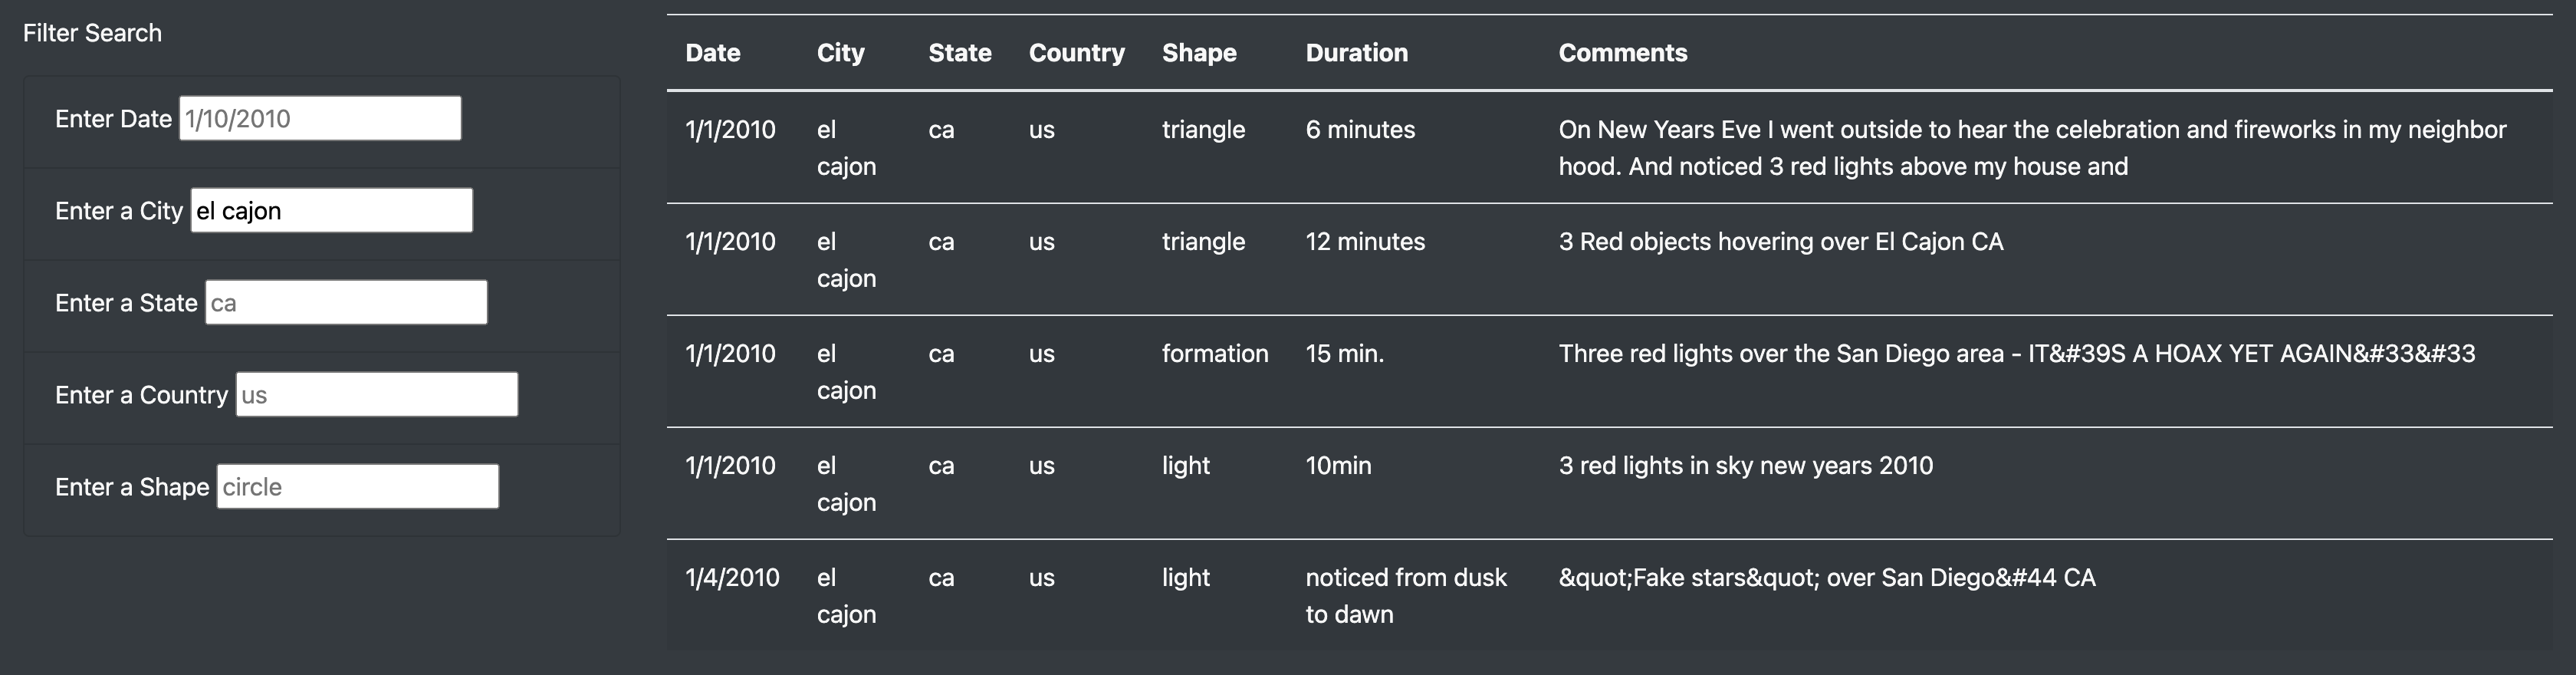 Filter Search
Enter Date 1/10/2010
Enter a City el cajon
Enter a State ca
Enter a Country us
Enter a Shape circle
Date City State Country Shape Duration Comments
1/1/2010 el ca us triangle 6 minutes On New Years Eve I went outside to hear the celebration and fireworks in my neighbor
cajon hood. And noticed 3 red lights above my house and
1/1/2010 el ca us triangle 12 minutes 3 Red objects hovering over El Cajon CA
cajon
1/1/2010 el ca us formation 15 min. Three red lights over the San Diego area - IT&#39S A HOAX YET AGAIN&#33&#33
cajon
1/1/2010 el ca us light 10min 3 red lights in sky new years 2010
cajon
1/4/2010 el ca us light noticed from dusk &quot;Fake stars&quot; over San Diego&#44 CA
cajon to dawn